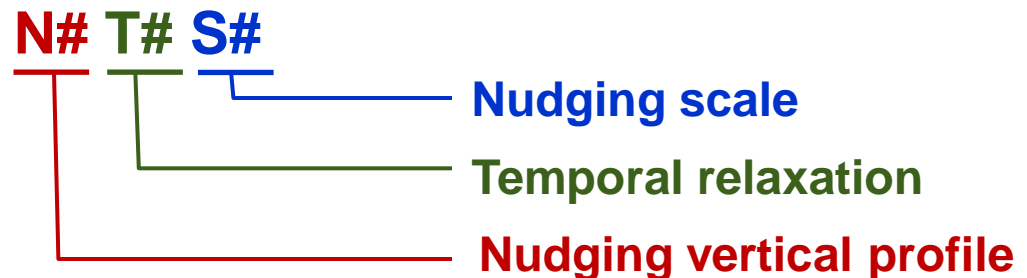 N# T# S#
Nudging scale
Temporal relaxation
Nudging vertical profile